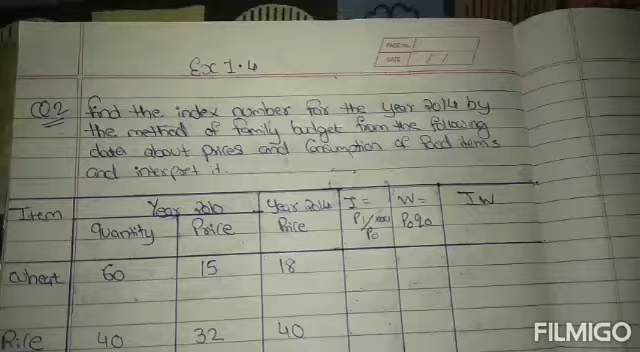 PAGE NO.
DATE / /
Ex 1.4
Q2 find the index number for the year 2014 by
the method of family budget from the following
data about prices and Consumption of food items
and interpret it.
Item Year 2010 Year 2014 I = W = IW
Quantity Price Price P1/P0 x100 P0q0
Wheat 60 15 18
Rice 40 32 40
FILMIGO